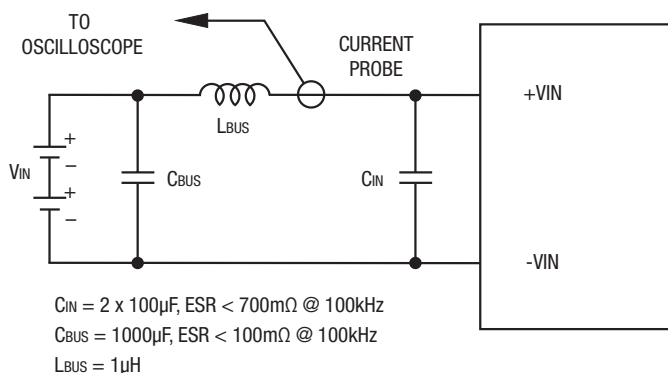 TO
OSCILLOSCOPE
CURRENT
PROBE
+VIN
LBUS
VIN
+
−
+
−
CBUS
CIN
-VIN
CIN = 2 x 100µF, ESR < 700mΩ @ 100kHz
CBUS = 1000µF, ESR < 100mΩ @ 100kHz
LBUS = 1µH